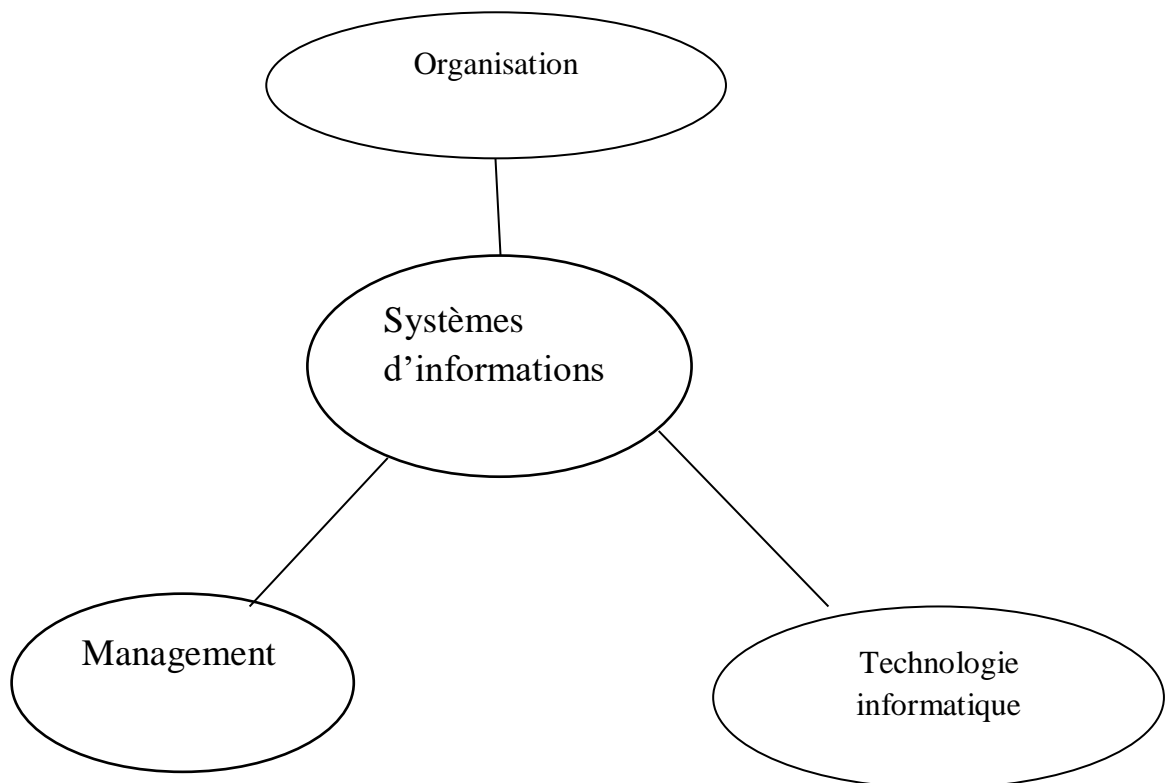 Organisation
Systèmes
d’informations
Management
Technologie
informatique